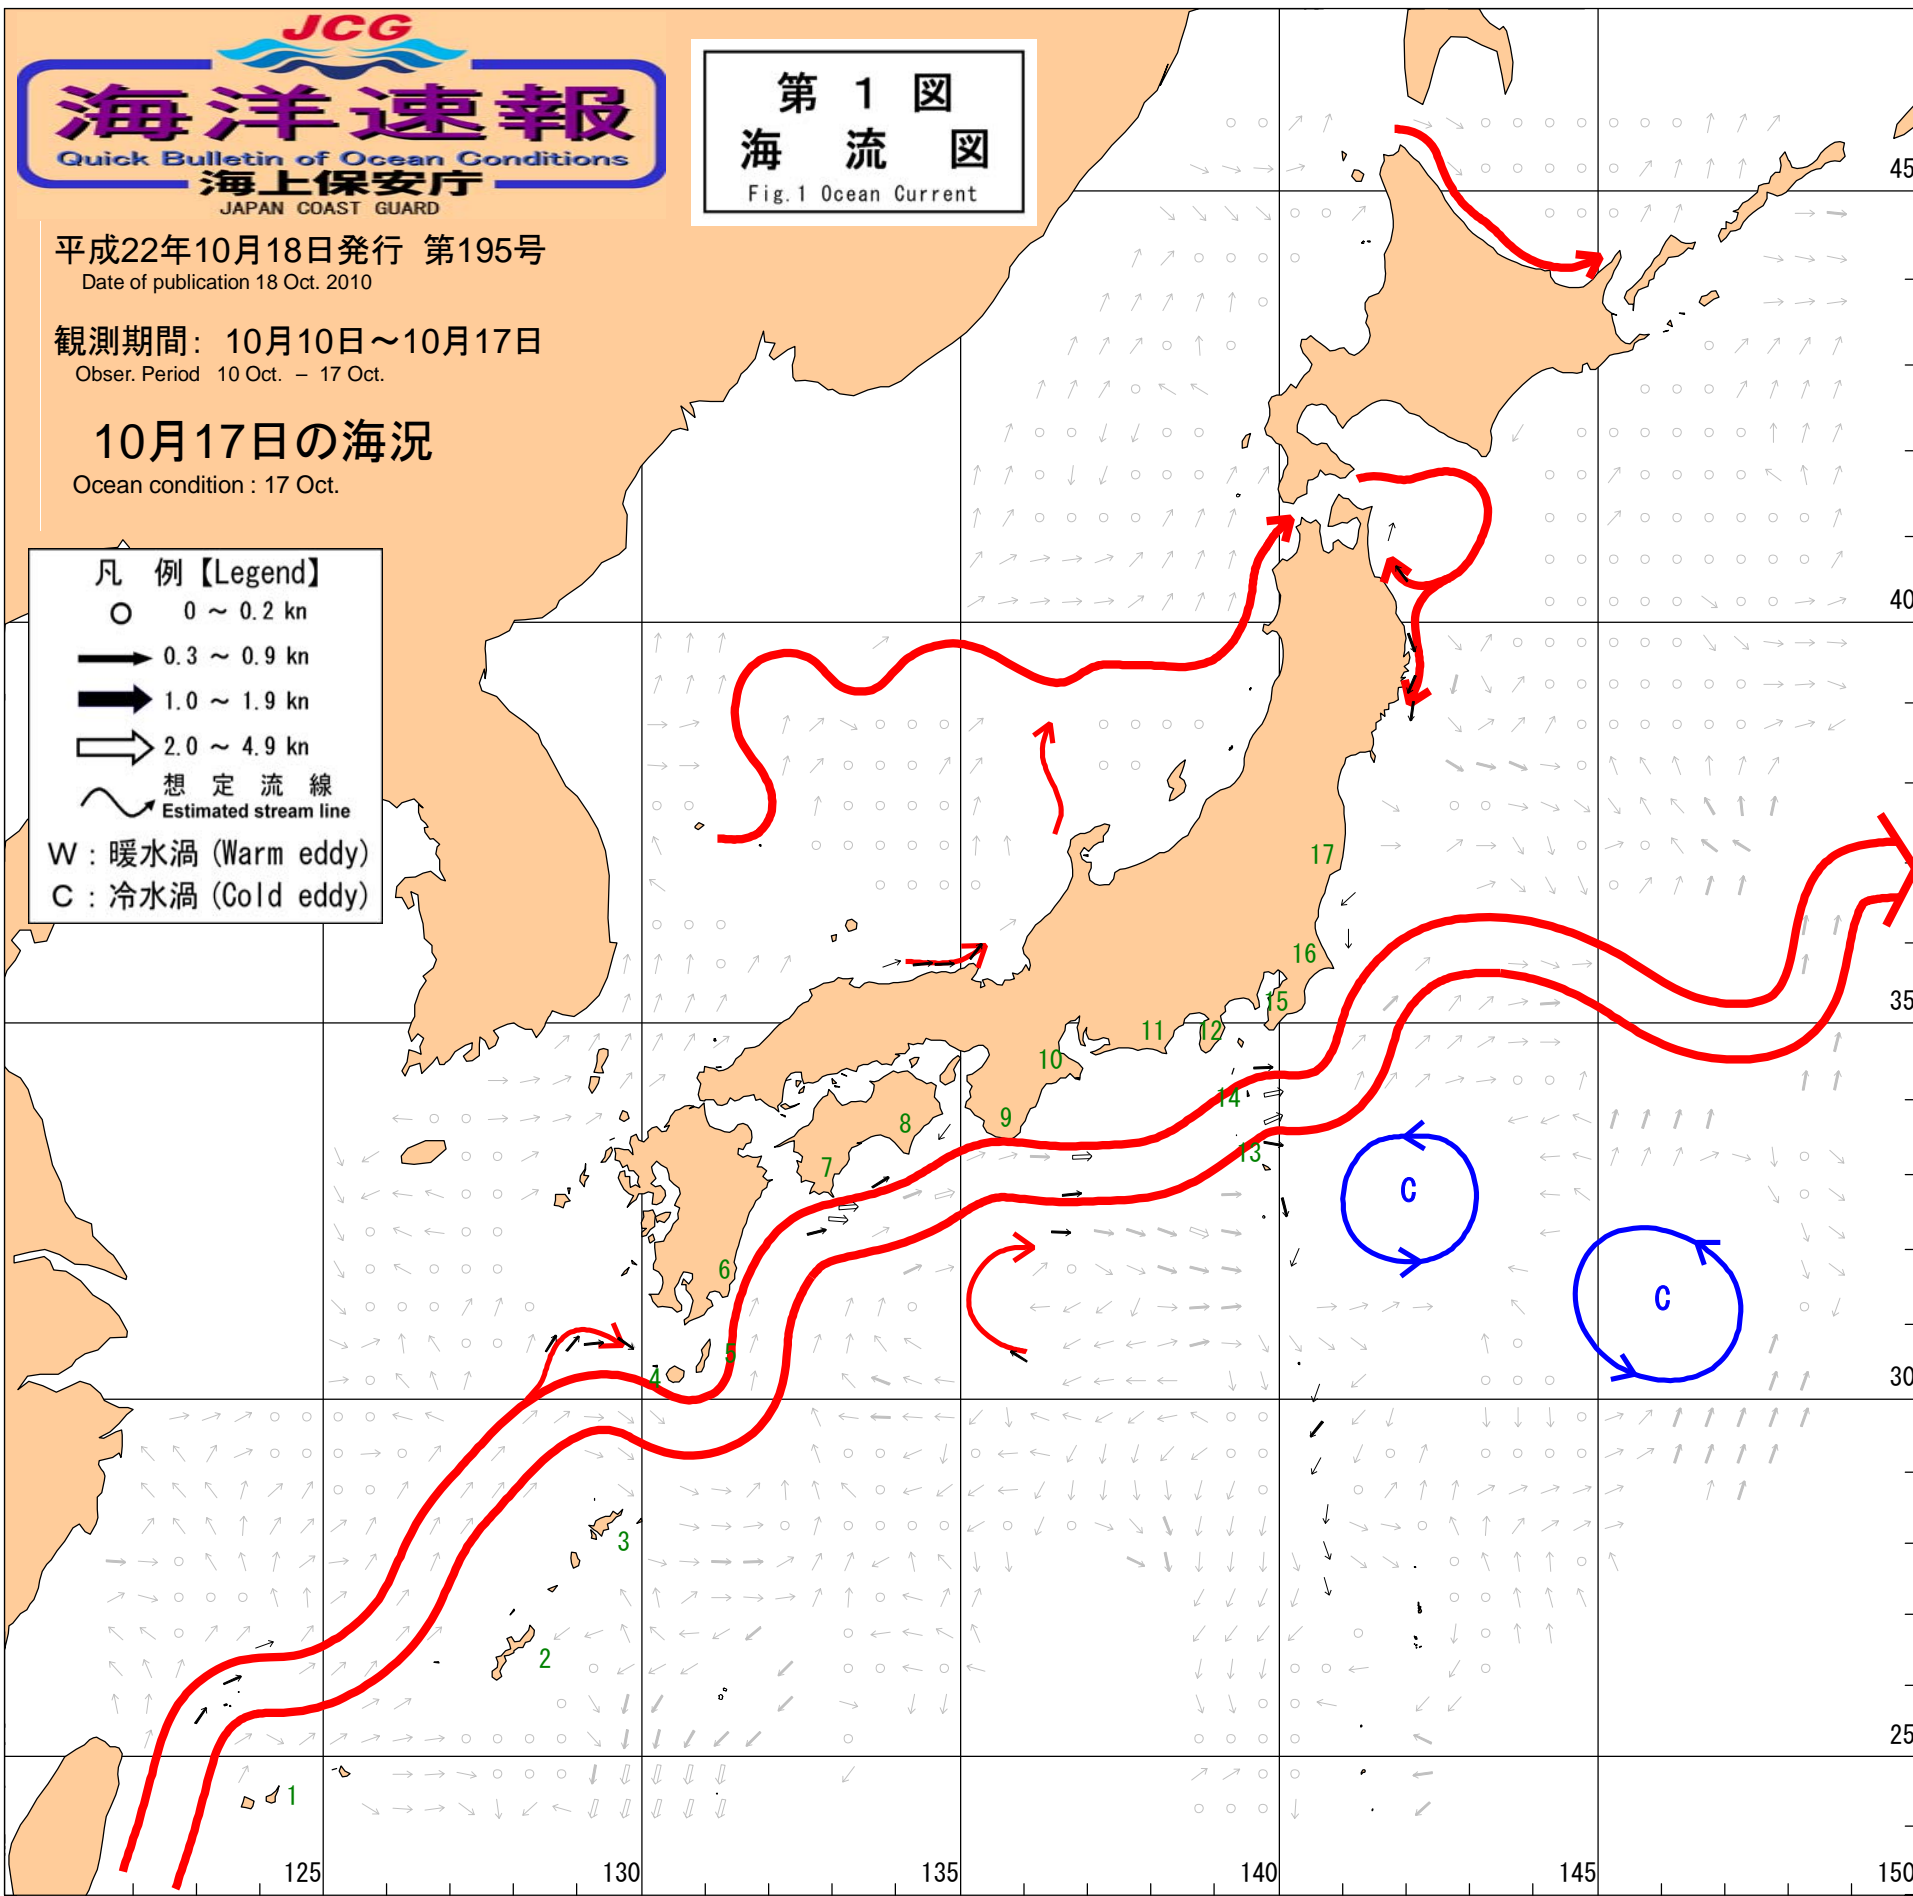 JCG
海洋速報
Quick Bulletin of Ocean Conditions
海上保安庁
JAPAN COAST GUARD
第 1 図
海 流 図
Fig.1 Ocean Current
平成22年10月18日発行 第195号
Date of publication 18 Oct. 2010
観測期間: 10月10日～10月17日
Obser. Period 10 Oct. – 17 Oct.
10月17日の海況
Ocean condition : 17 Oct.
凡 例【Legend】
0 ～ 0.2 kn
0.3 ～ 0.9 kn
1.0 ～ 1.9 kn
2.0 ～ 4.9 kn
想 定 流 線
Estimated stream line
W : 暖水渦 (Warm eddy)
C : 冷水渦 (Cold eddy)
45
40
17
16
35
15
11
12
10
14
9
8
13
7
C
6
C
5
4
30
3
2
25
1
125
130
135
140
145
150